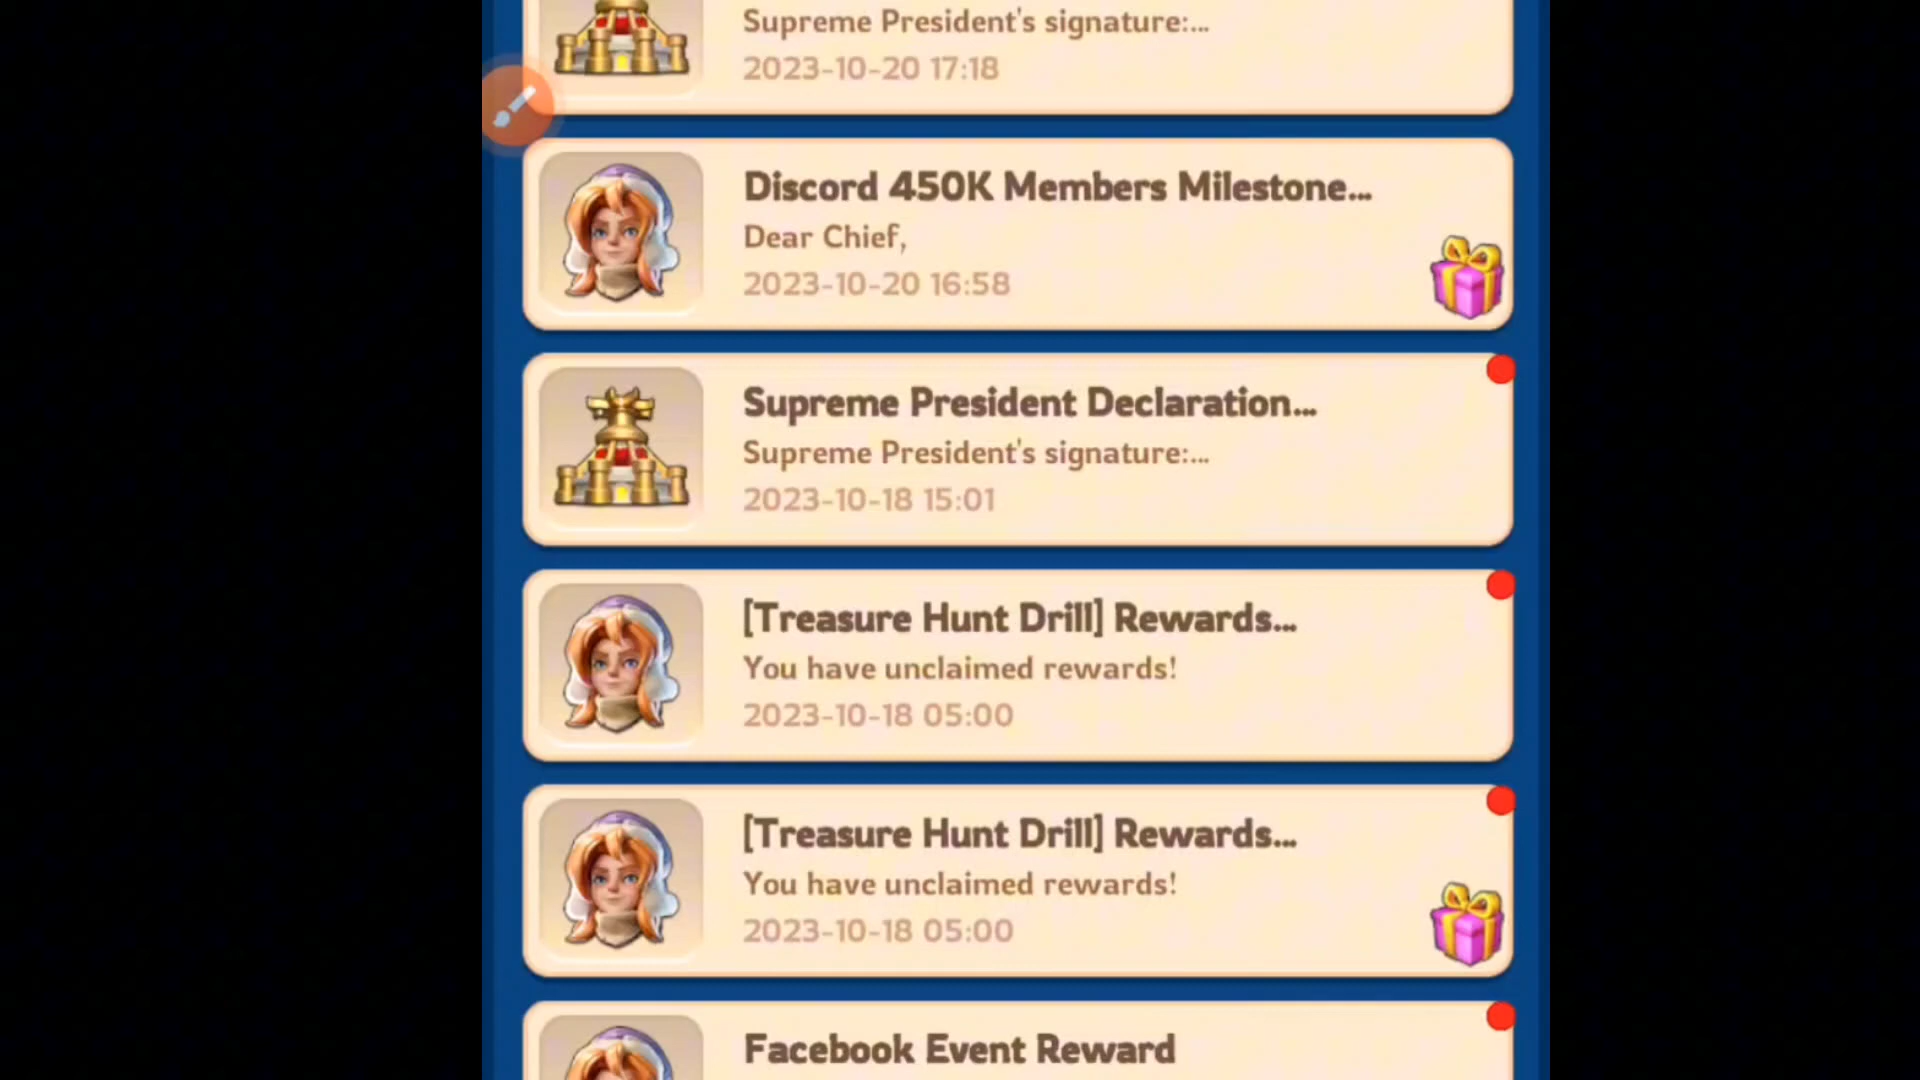 Supreme President's signature:...
2023-10-20 17:18
Discord 450K Members Milestone...
Dear Chief,
2023-10-20 16:58
Supreme President Declaration...
Supreme President's signature:...
2023-10-18 15:01
[Treasure Hunt Drill] Rewards...
You have unclaimed rewards!
2023-10-18 05:00
[Treasure Hunt Drill] Rewards...
You have unclaimed rewards!
2023-10-18 05:00
Facebook Event Reward